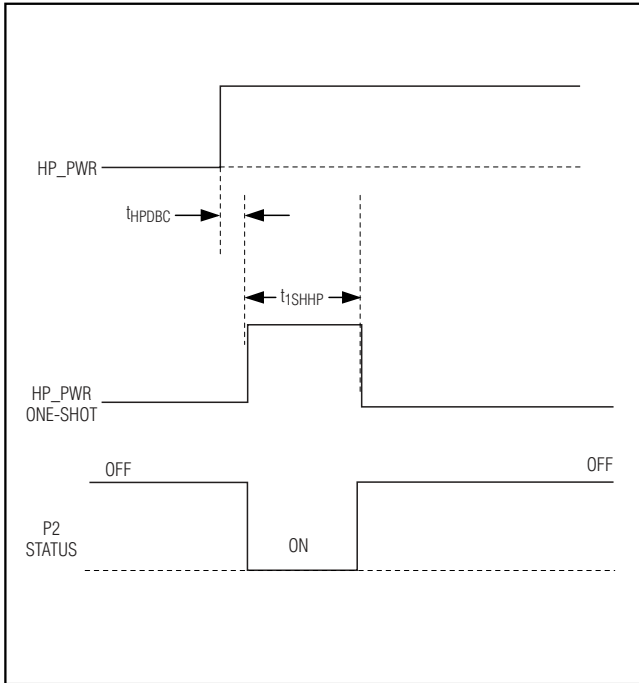 HP_PWR
tHPDBC
t1SHHP
HP_PWR
ONE-SHOT
OFF
OFF
P2
STATUS
ON